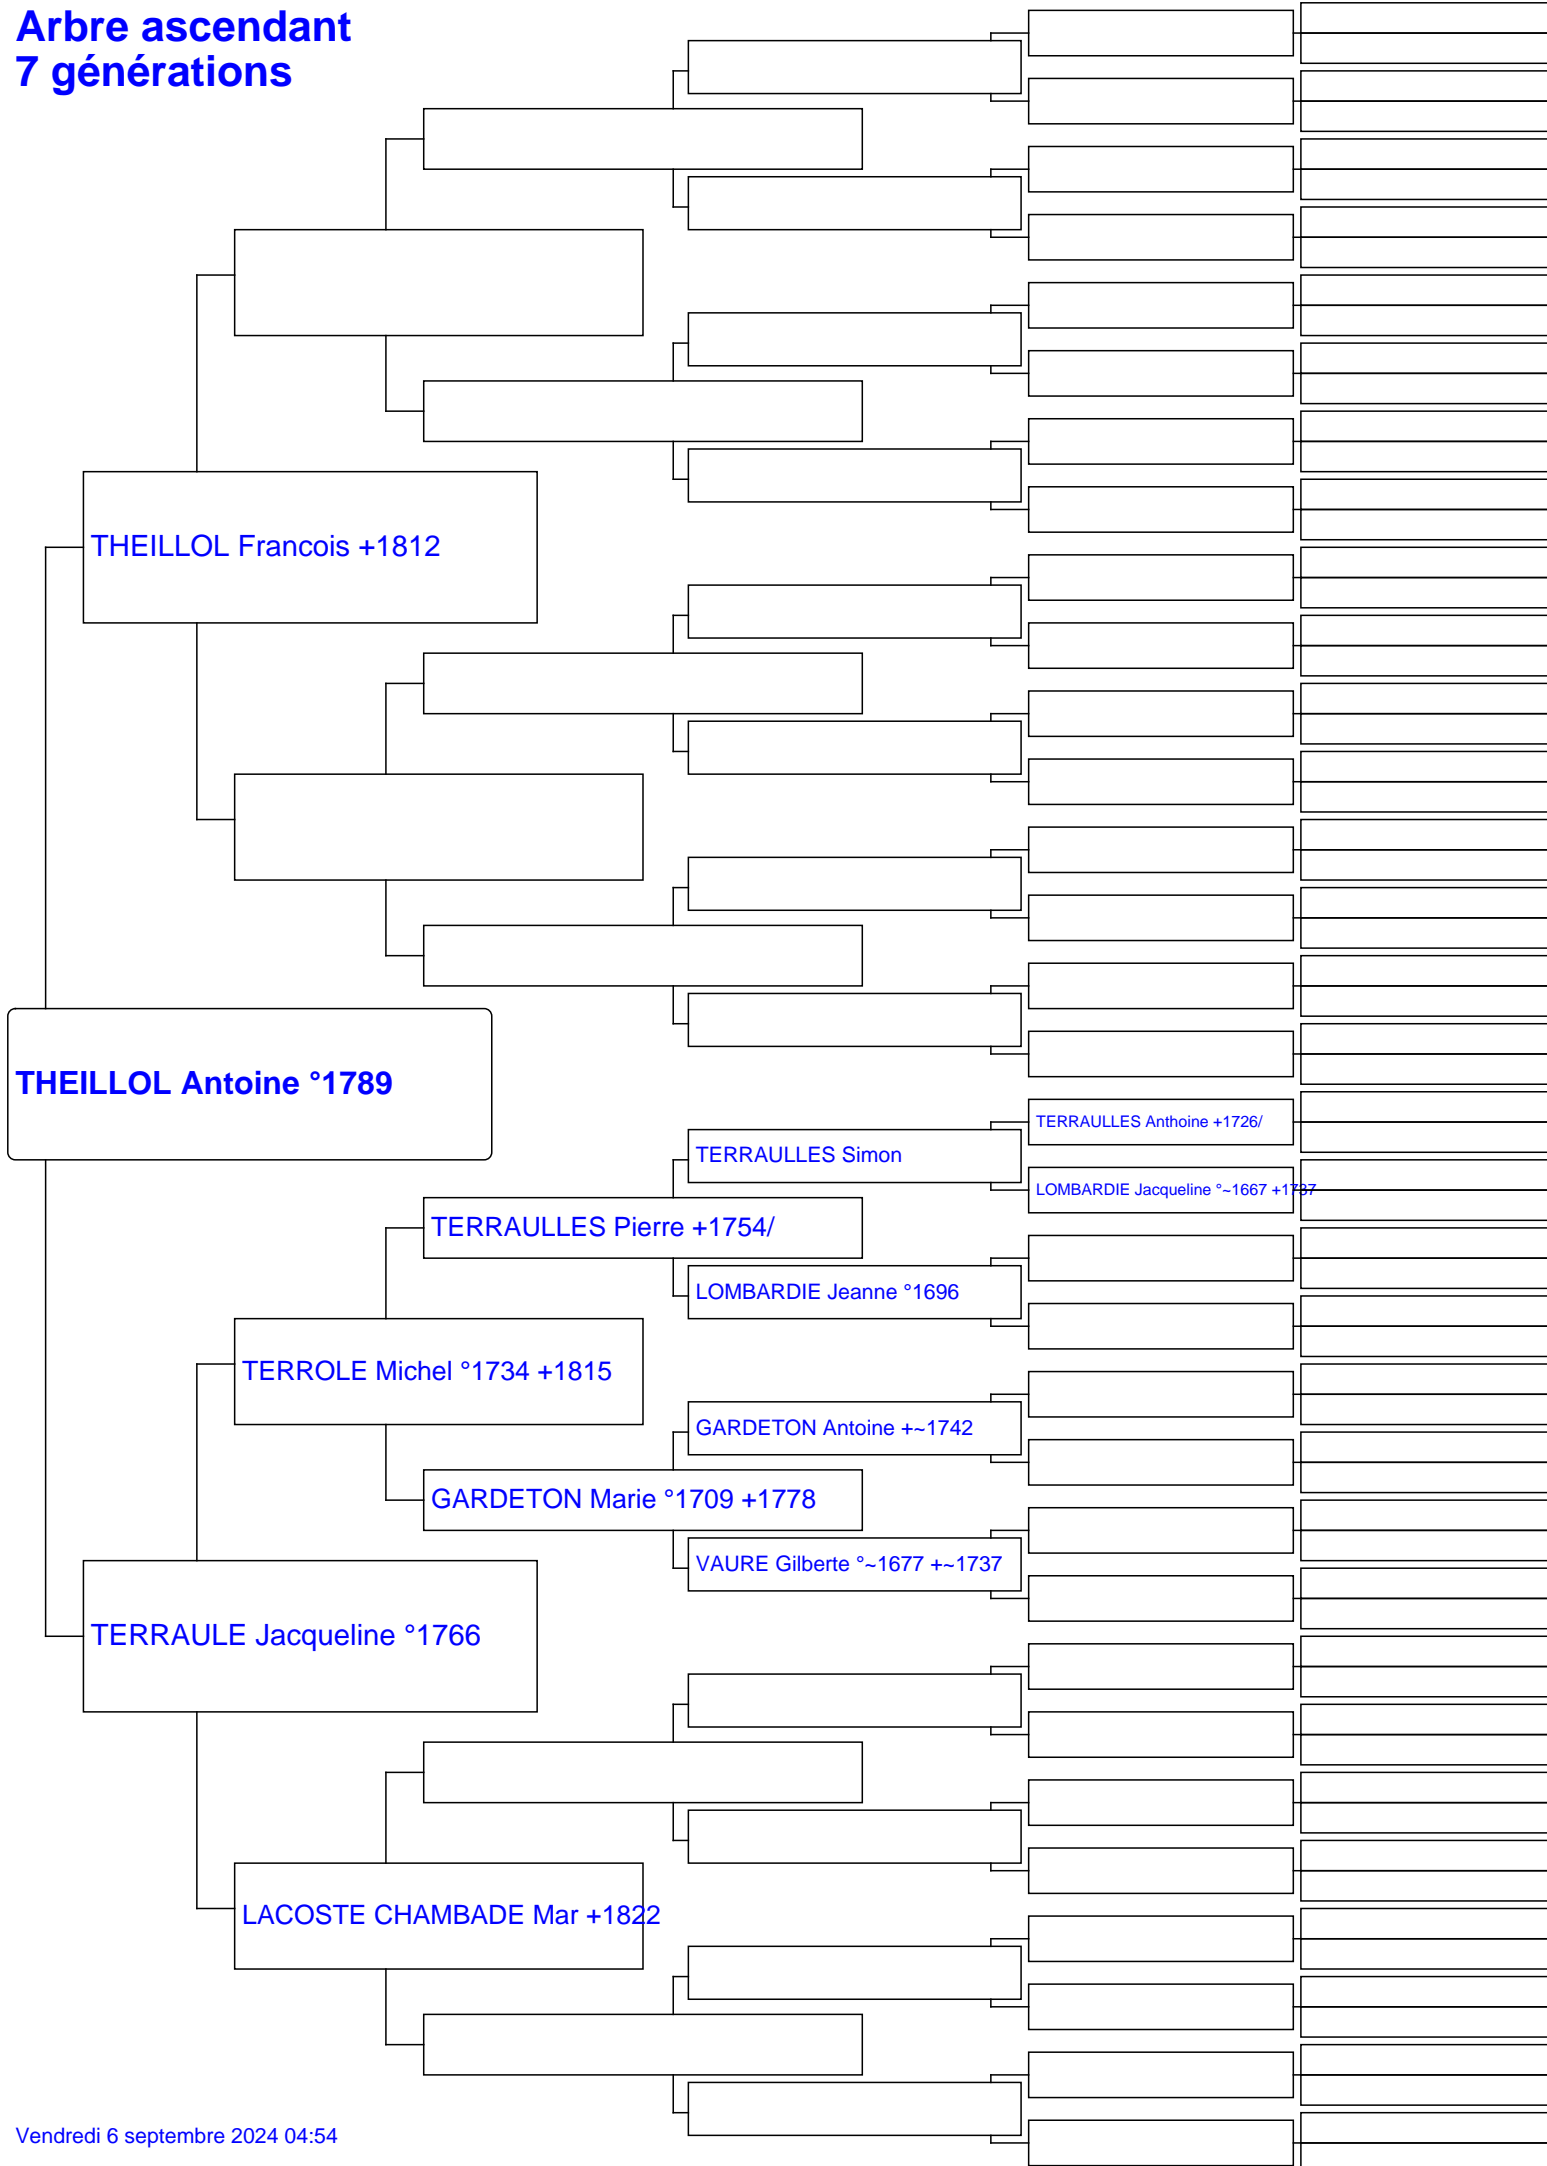 Arbre ascendant
7 générations
THEILLOL Francois +1812
THEILLOL Antoine °1789
TERRAULLES Anthoine +1726/
TERRAULLES Simon
LOMBARDIE Jacqueline °~1667 +1737
TERRAULLES Pierre +1754/
LOMBARDIE Jeanne °1696
TERROLE Michel °1734 +1815
GARDETON Antoine +~1742
GARDETON Marie °1709 +1778
VAURE Gilberte °~1677 +~1737
TERRAULE Jacqueline °1766
LACOSTE CHAMBADE Mar +1822
Vendredi 6 septembre 2024 04:54